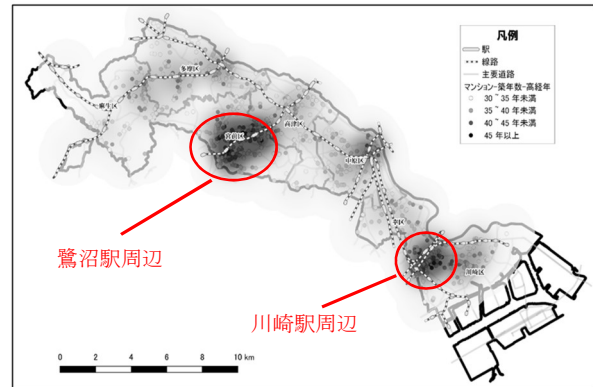 凡例
駅
線路
主要道路
マンション-築年数-高経年
30~35年未満
35~40年未満
40~45年未満
45年以上
多摩区
麻生区
高津区
宮前区
中原区
幸区
川崎区
鷺沼駅周辺
川崎駅周辺
0 2 4 6 8 10 km